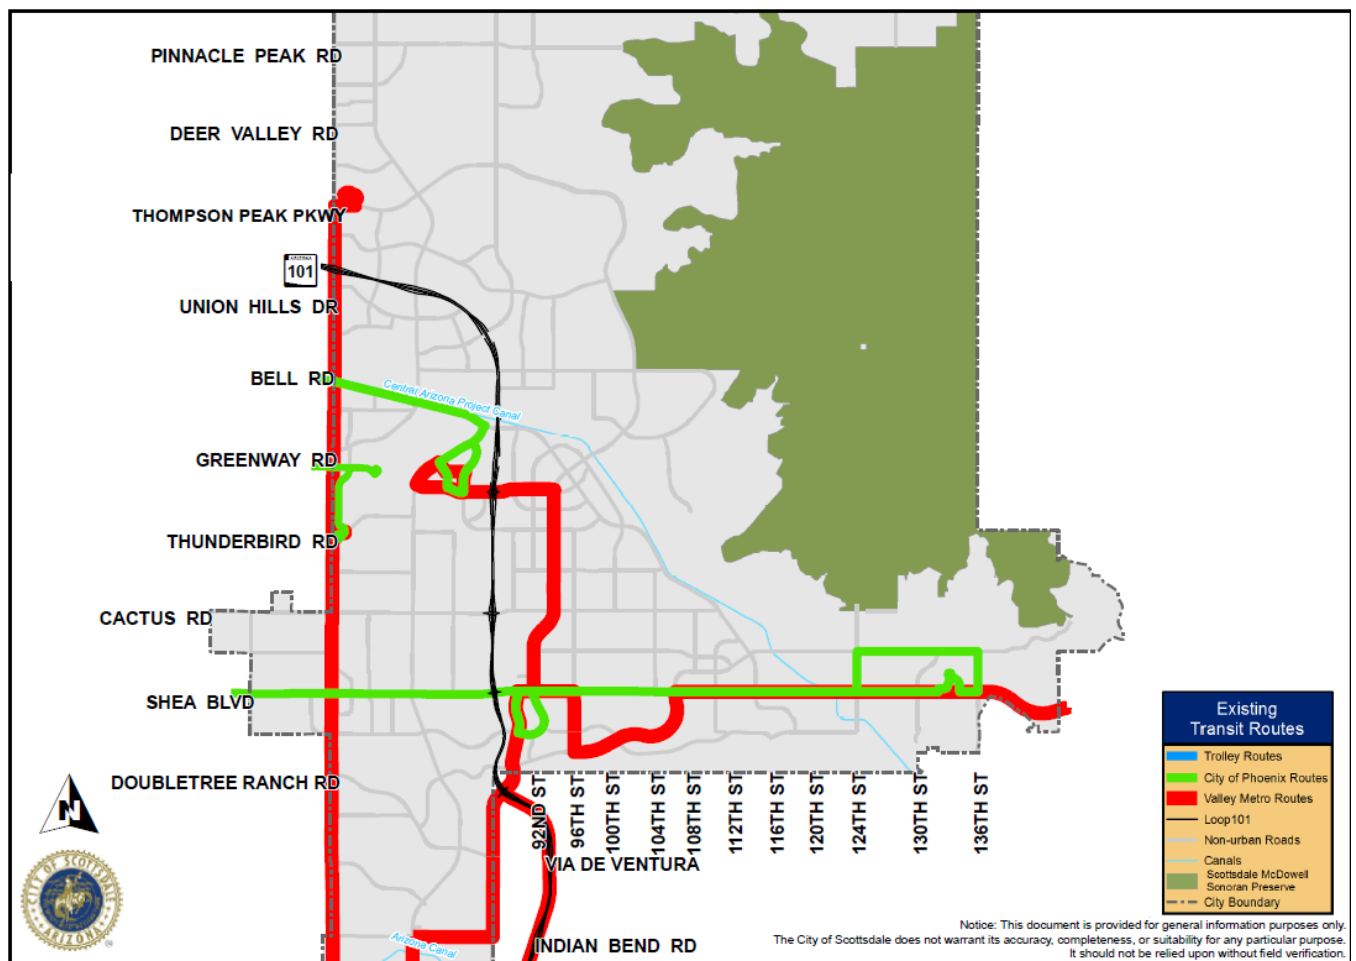 PINNACLE PEAK RD
DEER VALLEY RD
THOMPSON PEAK PKWY
ARIZONA
101
UNION HILLS DR
BELL RD
Central Arizona Project Canal
GREENWAY RD
THUNDERBIRD RD
CACTUS RD
SHEA BLVD
DOUBLETREE RANCH RD
92ND ST
96TH ST
100TH ST
104TH ST
108TH ST
112TH ST
116TH ST
120TH ST
124TH ST
130TH ST
136TH ST
VIA DE VENTURA
Arizona Canal
INDIAN BEND RD
N
CITY OF SCOTTSDALE
ARIZONA
Existing
Transit Routes
Trolley Routes
City of Phoenix Routes
Valley Metro Routes
Loop101
Non-urban Roads
Canals
Scottsdale McDowell
Sonoran Preserve
City Boundary
Notice: This document is provided for general information purposes only.
The City of Scottsdale does not warrant its accuracy, completeness, or suitability for any particular purpose.
It should not be relied upon without field verification.